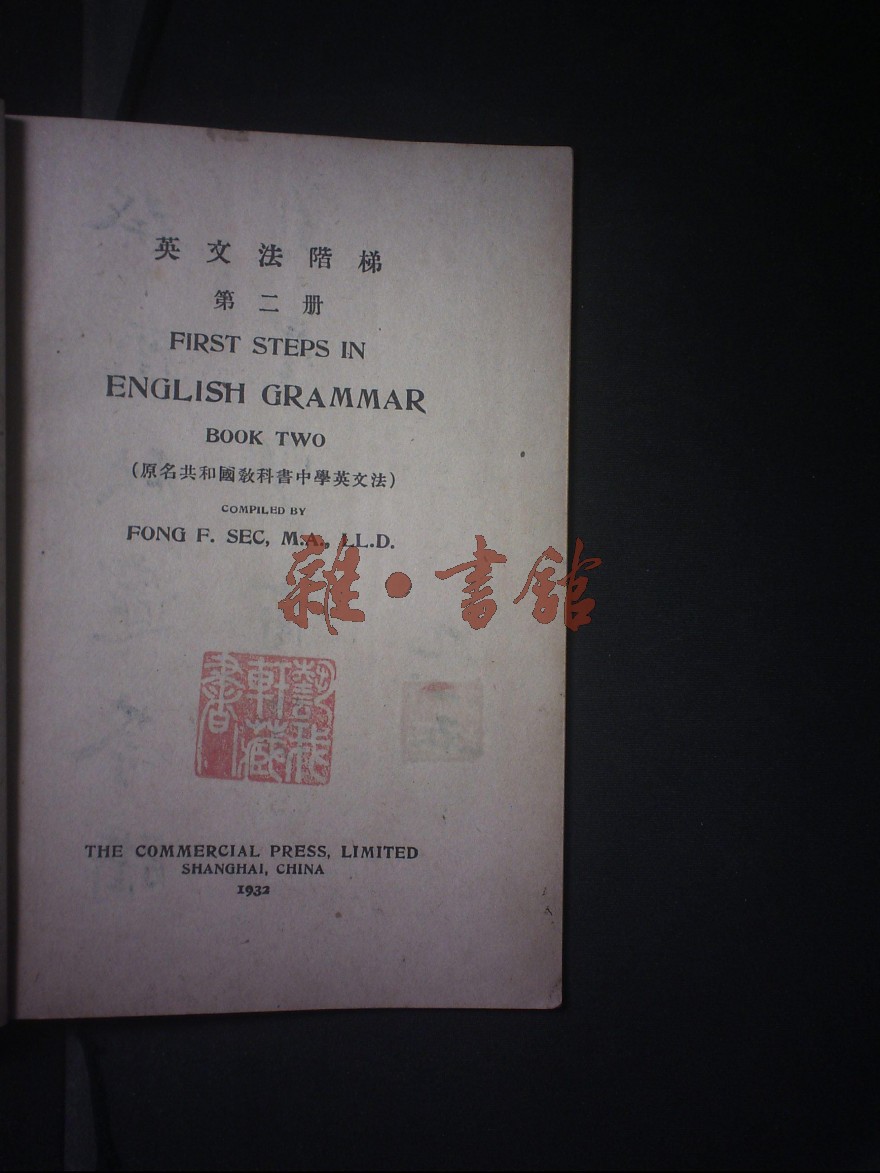 英文法階梯
第二册
FIRST STEPS IN
ENGLISH GRAMMAR
BOOK TWO
(原名共和國敎科書中學英文法)
COMPILED BY
FONG F. SEC, M.A., LL.D.
雜·書館
THE COMMERCIAL PRESS, LIMITED
SHANGHAI, CHINA
1932